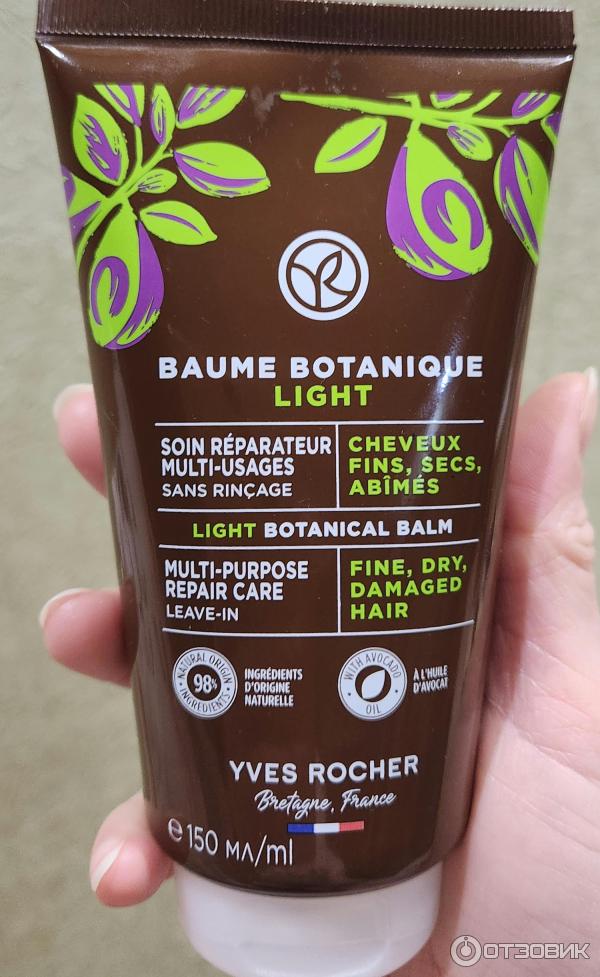 BAUME BOTANIQUE
LIGHT
SOIN RÉPARATEUR
MULTI-USAGES
SANS RINÇAGE
CHEVEUX
FINS, SECS,
ABÎMÉS
LIGHT BOTANICAL BALM
MULTI-PURPOSE
REPAIR CARE
LEAVE-IN
FINE, DRY,
DAMAGED
HAIR
NATURAL ORIGIN
98%
INGREDIENTS
INGRÉDIENTS
D'ORIGINE
NATURELLE
WITH AVOCADO
OIL
À L'HUILE
D'AVOCAT
YVES ROCHER
Bretagne, France
e 150 мл/ml
ОТЗОВИК